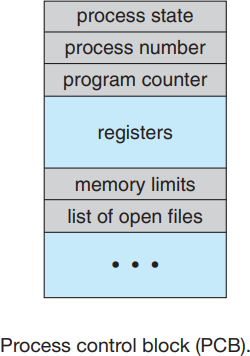 process state
process number
program counter
registers
memory limits
list of open files
• • •
Process control block (PCB).